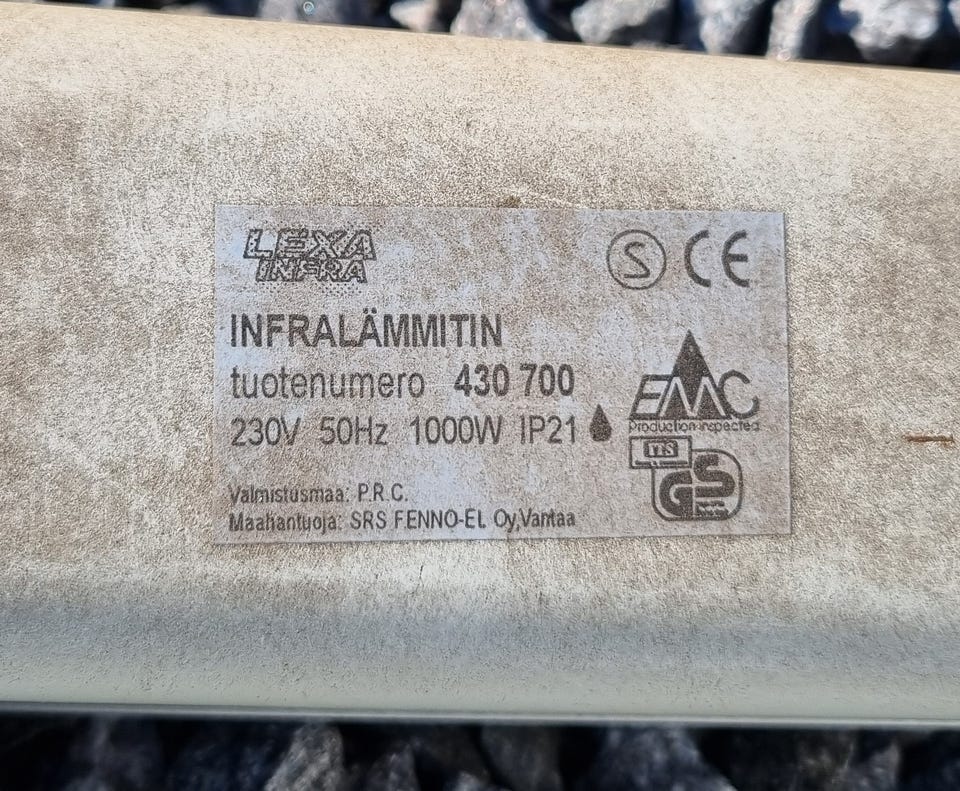 LEXA
INFRA
S CE
INFRALÄMMITIN
tuotenumero 430 700
230V 50Hz 1000W IP21
EMC
Production inspected
GS
Valmistusmaa: P.R.C.
Maahantuoja: SRS FENNO-EL Oy,Vantaa